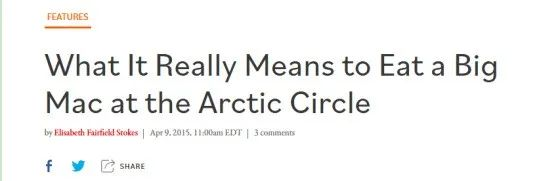 FEATURES
What It Really Means to Eat a Big
Mac at the Arctic Circle
by Elisabeth Fairfield Stokes | Apr 9, 2015, 11:00am EDT | 3 comments
f SHARE